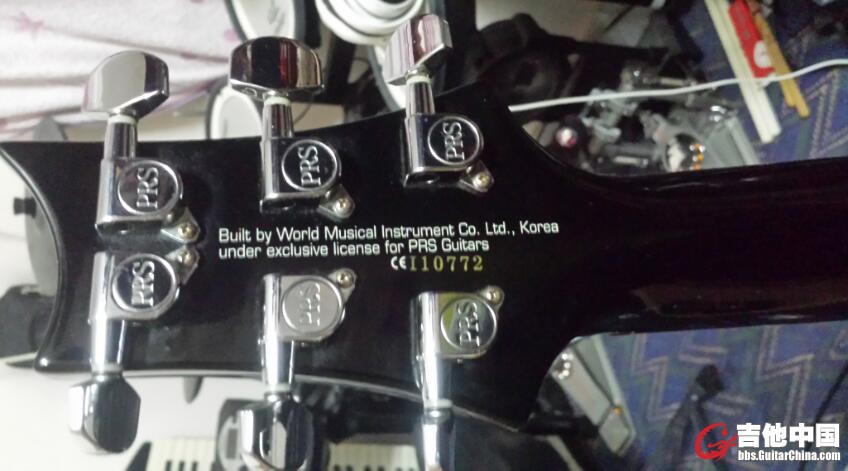 PRS
PRS
PRS
Built by World Musical Instrument Co. Ltd., Korea
under exclusive license for PRS Guitars
CE I10772
PRS
PRS
PRS
吉他中国
bbs.GuitarChina.com